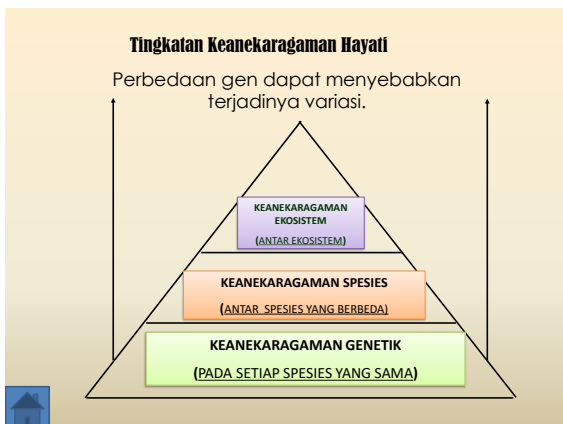 Tingkatan Keanekaragaman Hayati
Perbedaan gen dapat menyebabkan
terjadinya variasi.
KEANEKARAGAMAN
EKOSISTEM
(ANTAR EKOSISTEM)
KEANEKARAGAMAN SPESIES
(ANTAR SPESIES YANG BERBEDA)
KEANEKARAGAMAN GENETIK
(PADA SETIAP SPESIES YANG SAMA)